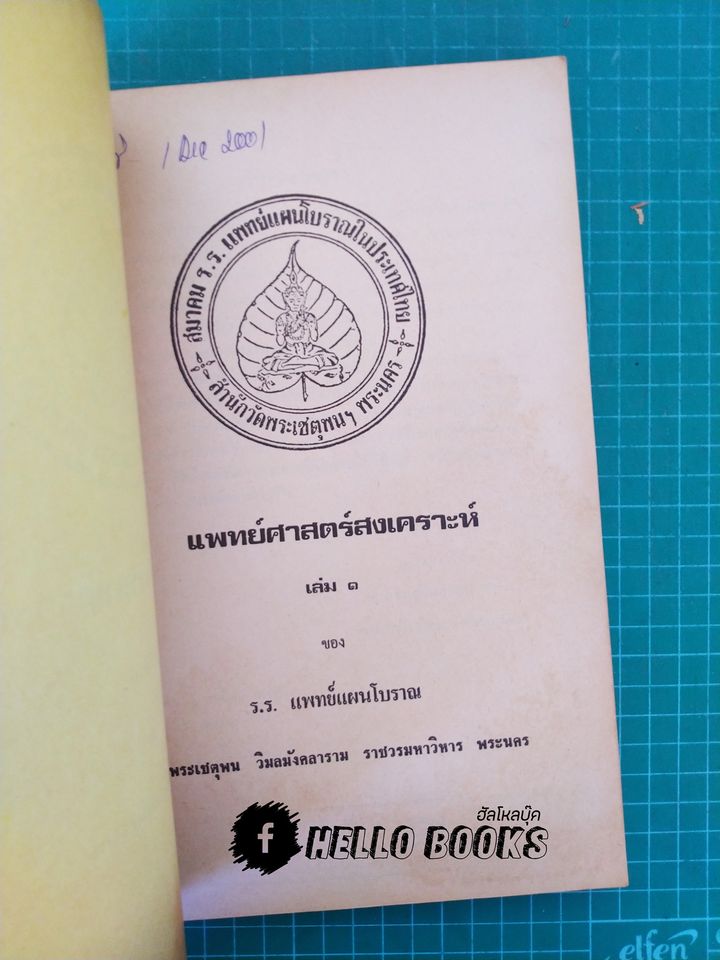 1 Dec 2001
สมาคม ร.ร. แพทย์แผนโบราณในประเทศไทย
สำนักวัดพระเชตุพนฯ พระนคร
แพทย์ศาสตร์สงเคราะห์
เล่ม ๑
ของ
ร.ร. แพทย์แผนโบราณ
พระเชตุพน วิมลมังคลาราม ราชวรมหาวิหาร พระนคร
ฮัลโหลบุ๊ค
f HELLO BOOKS
elfen